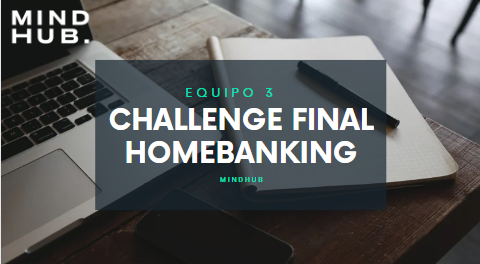 MIND
HUB.
EQUIPO 3
CHALLENGE FINAL
HOMEBANKING
MINDHUB